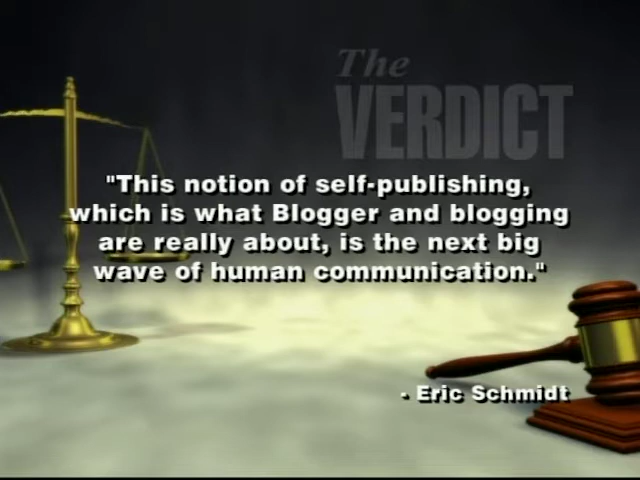 The
VERDICT
"This notion of self-publishing,
which is what Blogger and blogging
are really about, is the next big
wave of human communication."
- Eric Schmidt